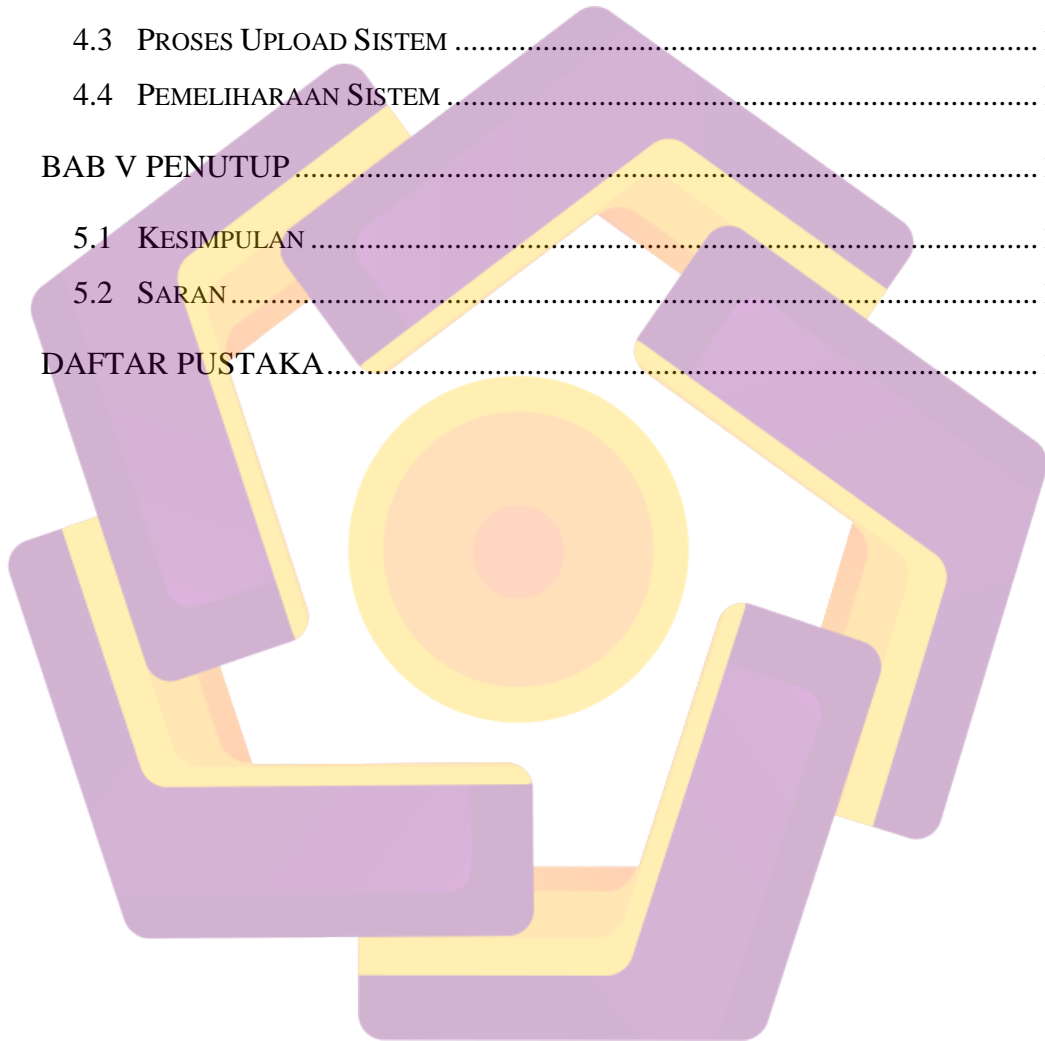 4.3 Proses Upload Sistem ........................................................................
4.4 Pemeliharaan Sistem ........................................................................
BAB V PENUTUP ........................................................................
5.1 Kesimpulan ........................................................................
5.2 Saran ........................................................................
DAFTAR PUSTAKA ........................................................................